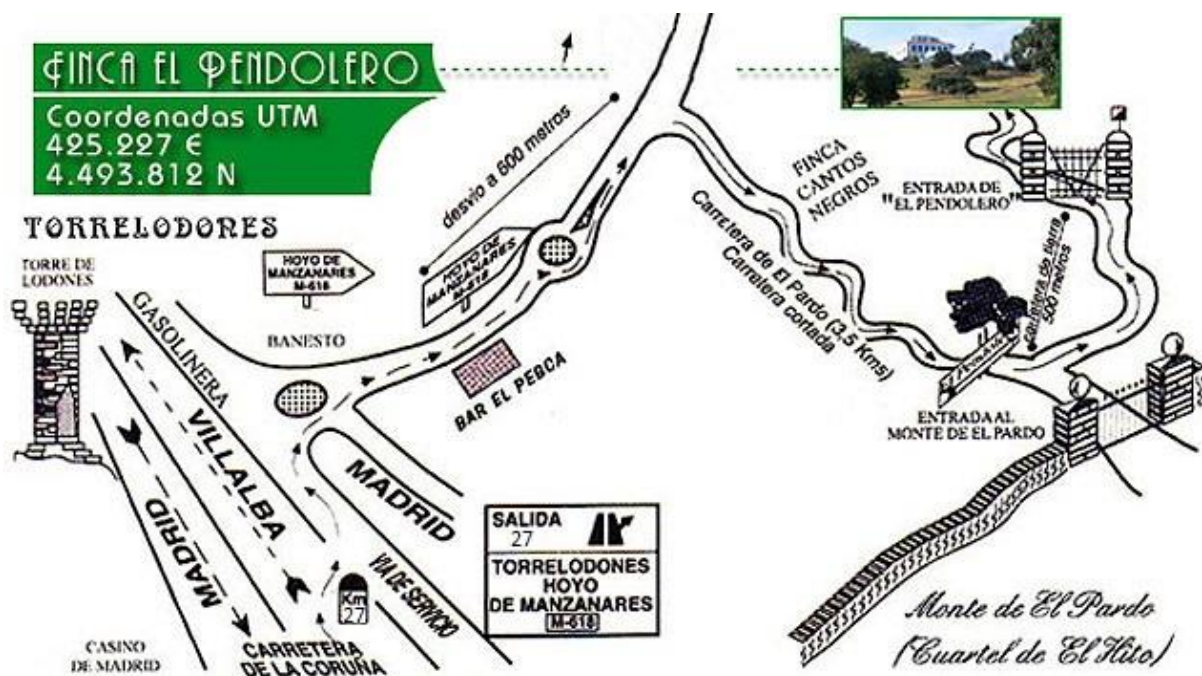 FINCA EL PENDOLERO
Coordenadas UTM
425.227 E
4.493.812 N
TORRELODONES
TORRE DE
LODONES
HOYO DE
MANZANARES
M-618
desvio a 600 metros
HOYO DE
MANZANARES
M-618
GASOLINERA
BANESTO
BAR EL PESCA
VILLALBA
MADRID
MADRID
VIA DE SERVICIO
Km
27
CARRETERA
DE LA CORUÑA
CASINO
DE MADRID
SALIDA
27
TORRELODONES
HOYO
DE MANZANARES
M-618
FINCA
CANTOS
NEGROS
Carretera de El Pardo (3,5 Kms)
Carratera cortada
ENTRADA DE
"EL PENDOLERO"
carretera de tierra
500 metros
ENTRADA AL
MONTE DE EL PARDO
Monte de El Pardo
(Cuartel de El Hito)